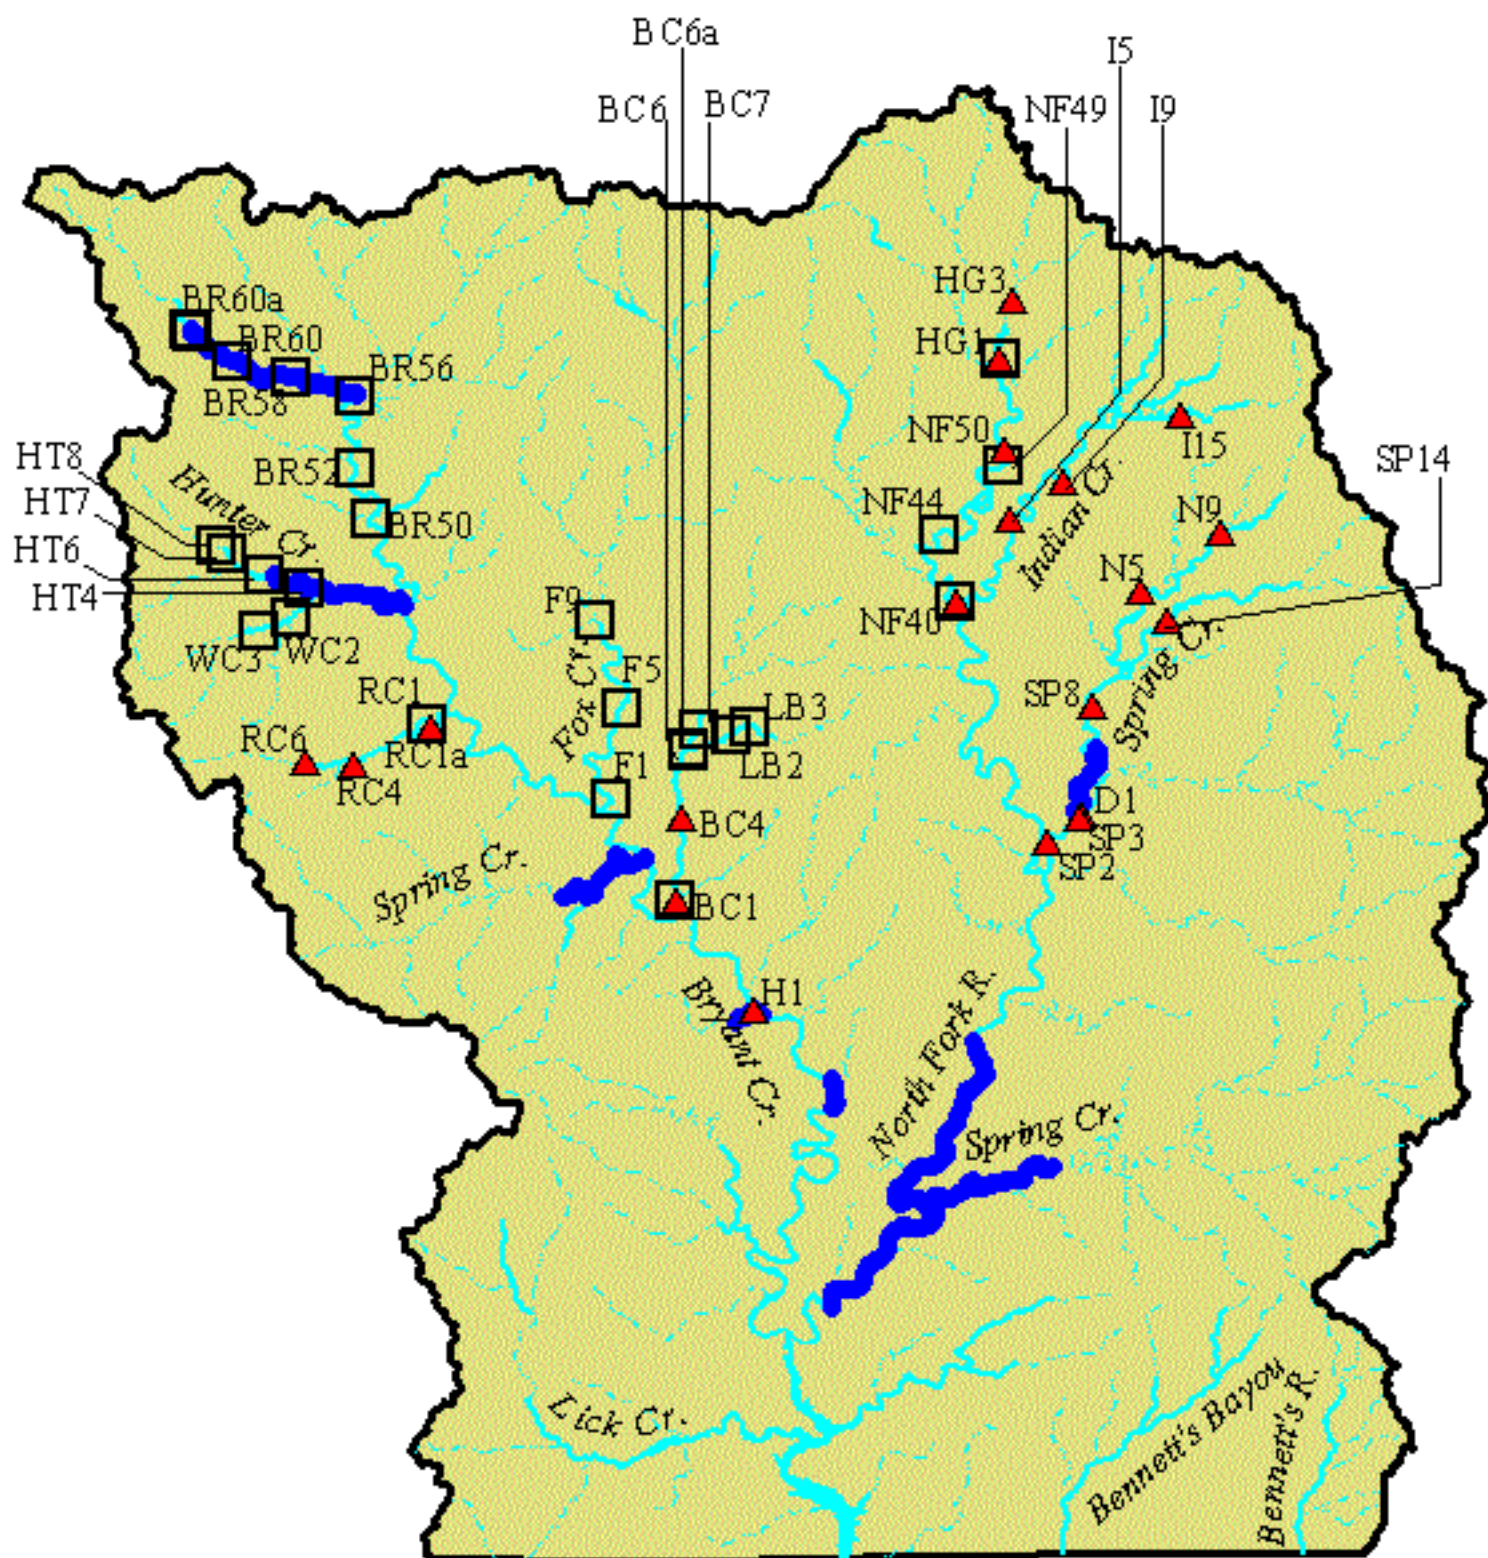 BC6a
I5
BC6
BC7
NF49
I9
HG3
BR60a
BR60
HG1
BR56
BR58
NF50
I15
HT8
Hunter Cr.
BR52
SP14
HT7
NF44
N9
BR50
Indian Cr.
HT6
HT4
F9
N5
NF40
WC3
WC2
Fox Cr.
Spring Cr.
RC1
F5
LB3
SP8
RC6
RC1a
LB2
RC4
F1
D1
BC4
SP3
SP2
Spring Cr.
BC1
H1
Bryant Cr.
North Fork R.
Spring Cr.
Lick Cr.
Bennett's Bayou
Bennett's R.